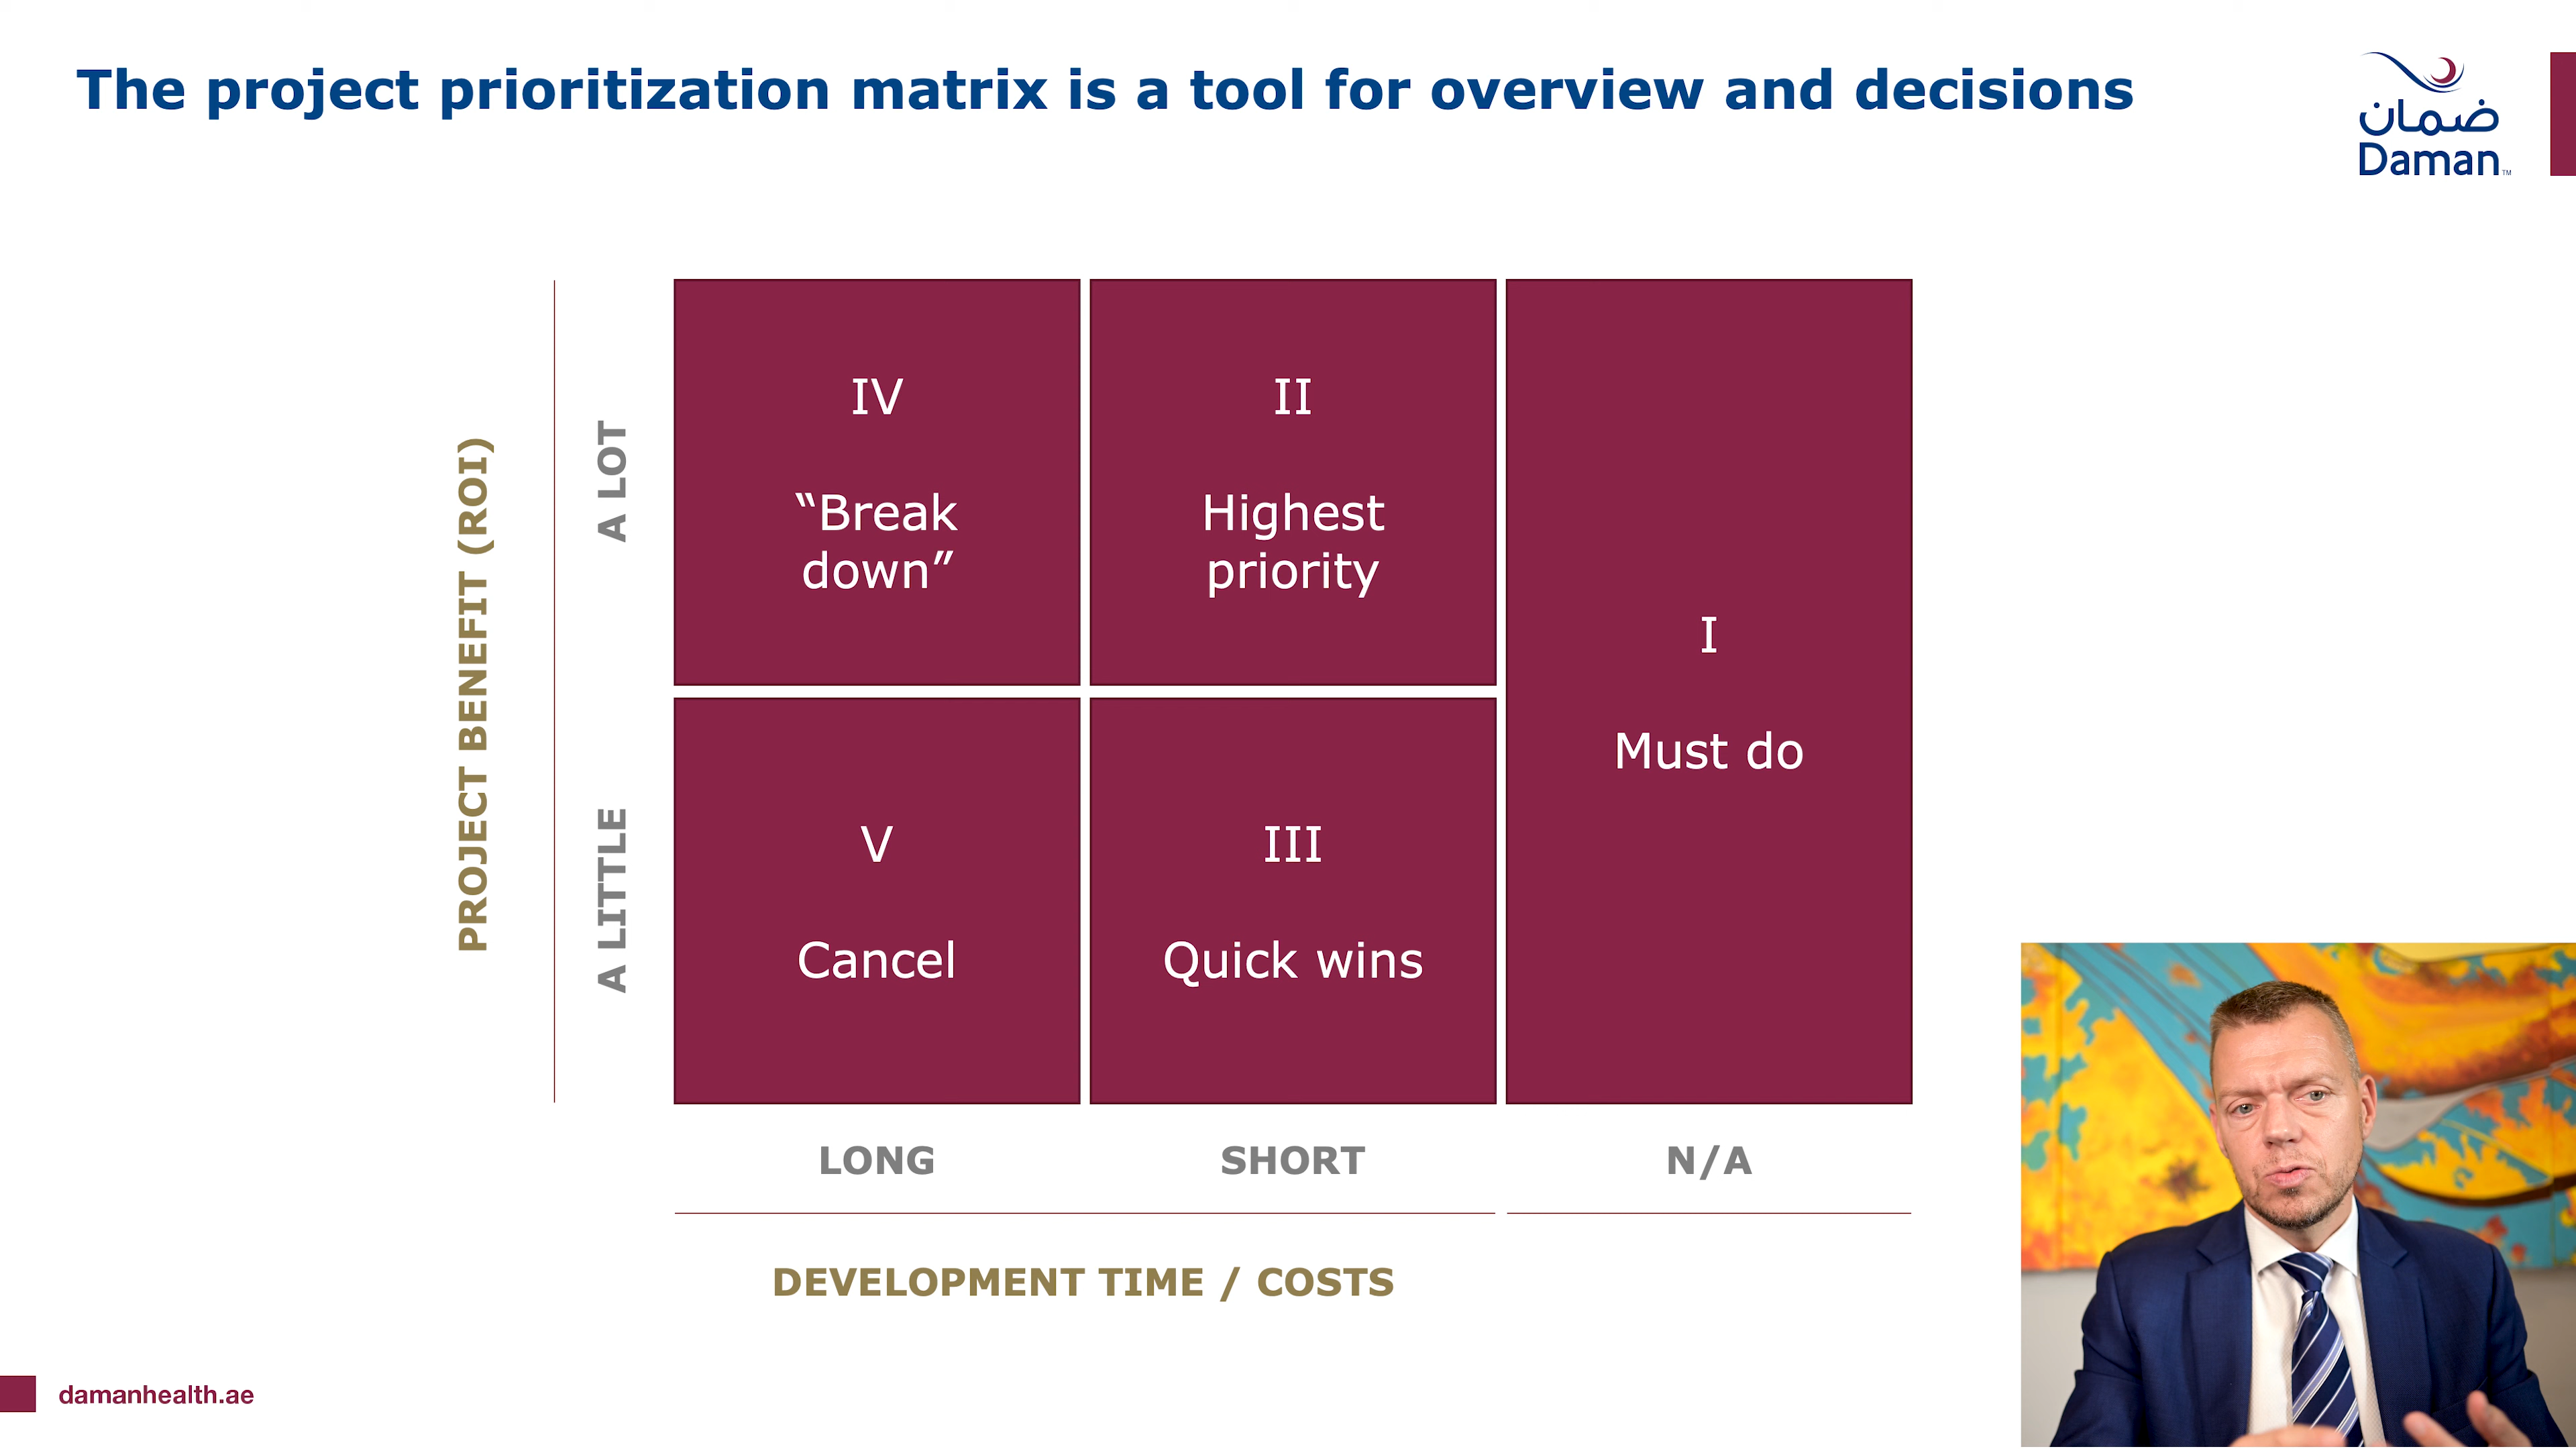 The project prioritization matrix is a tool for overview and decisions
ضمان
Daman™
PROJECT BENEFIT (ROI)
A LOT
A LITTLE
IV
“Break
down”
II
Highest
priority
I
Must do
V
Cancel
III
Quick wins
LONG
SHORT
N/A
DEVELOPMENT TIME / COSTS
damanhealth.ae